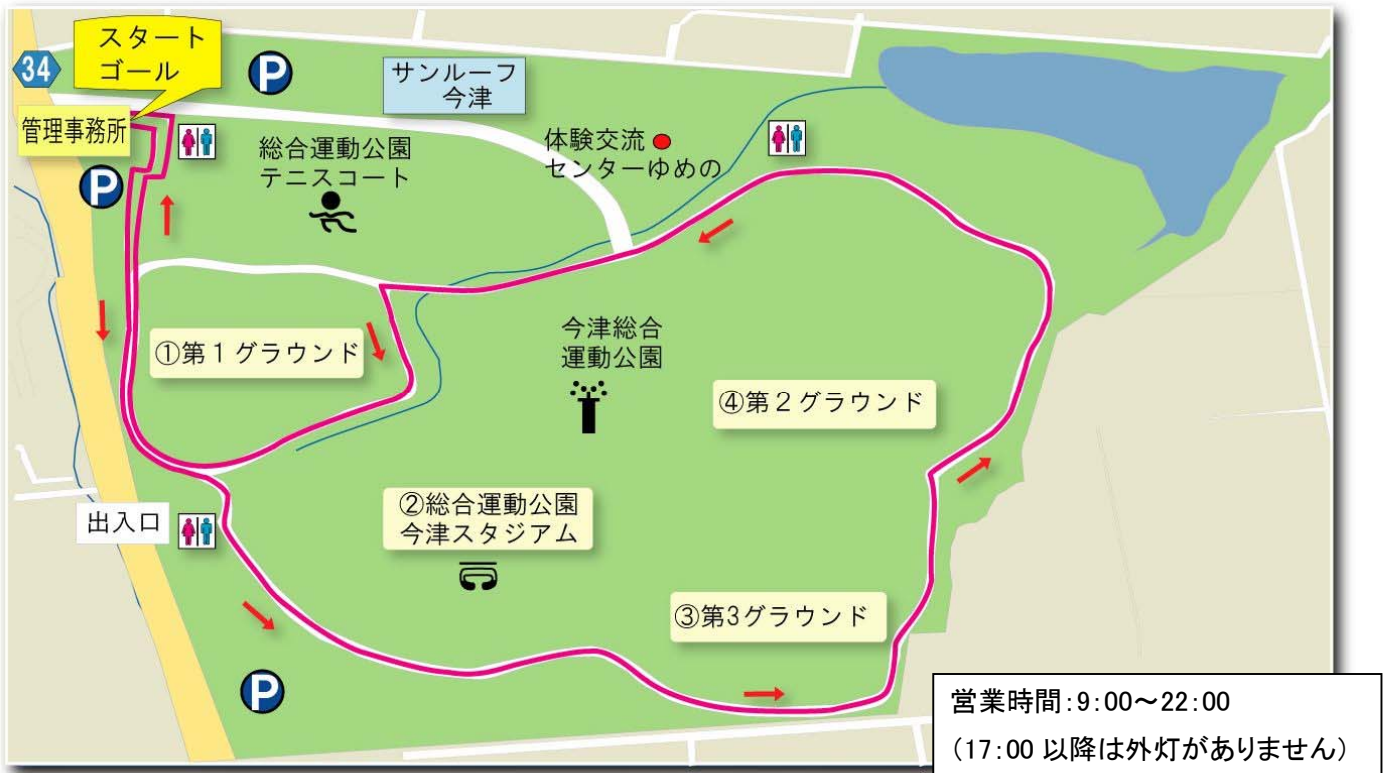 スタート
ゴール
34
管理事務所
P
サンルーフ
今津
体験交流
センターゆめの
総合運動公園
テニスコート
P
①第1グラウンド
今津総合
運動公園
④第2グラウンド
出入口
②総合運動公園
今津スタジアム
③第3グラウンド
P
営業時間:9:00~22:00
(17:00 以降は外灯がありません)